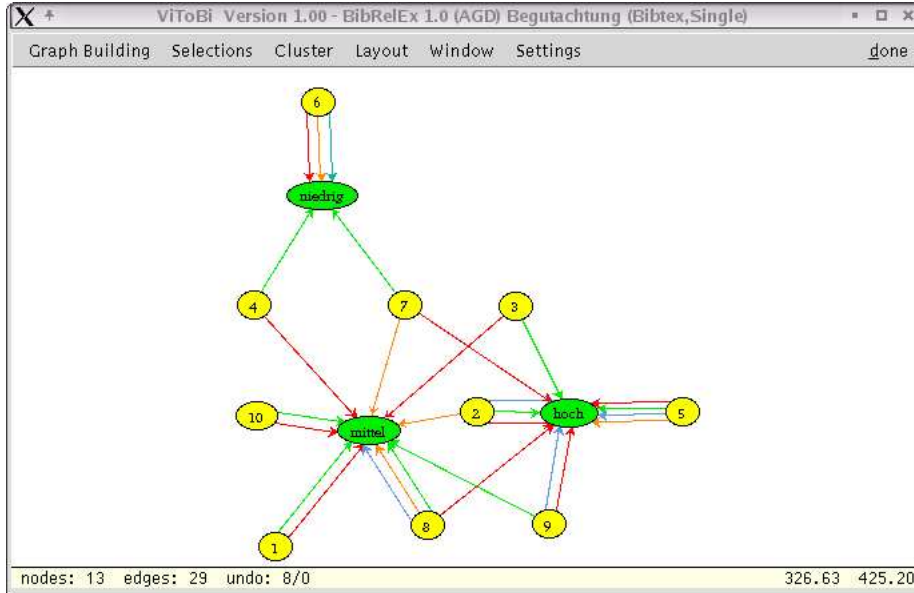 ViToBi Version 1.00 - BibRelEx 1.0 (AGD) Begutachtung (Bibtex,Single)
Graph Building Selections Cluster Layout Window Settings done
6
niedrig
4 7 3
10 mittel 2 hoch 5
1 8 9
nodes: 13 edges: 29 undo: 8/0 326.63 425.20